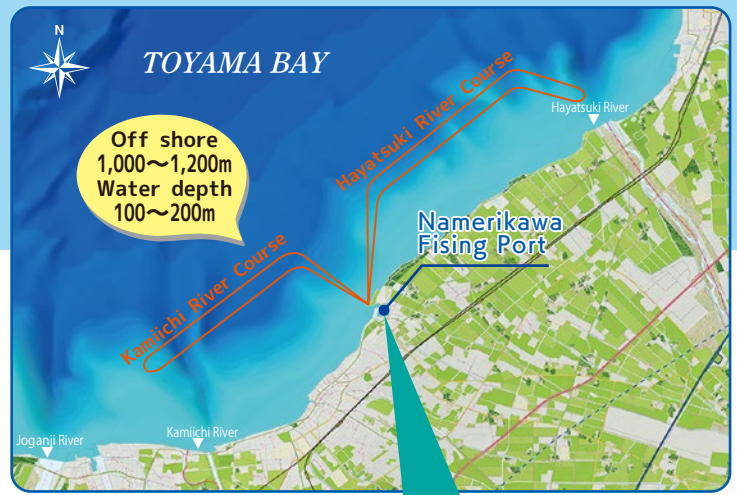 N
TOYAMA BAY
Hayatsuki River Course
Hayatsuki River
Off shore
1,000〜1,200m
Water depth
100〜200m
Namerikawa
Fising Port
Kamiichi River Course
Joganji River
Kamiichi River